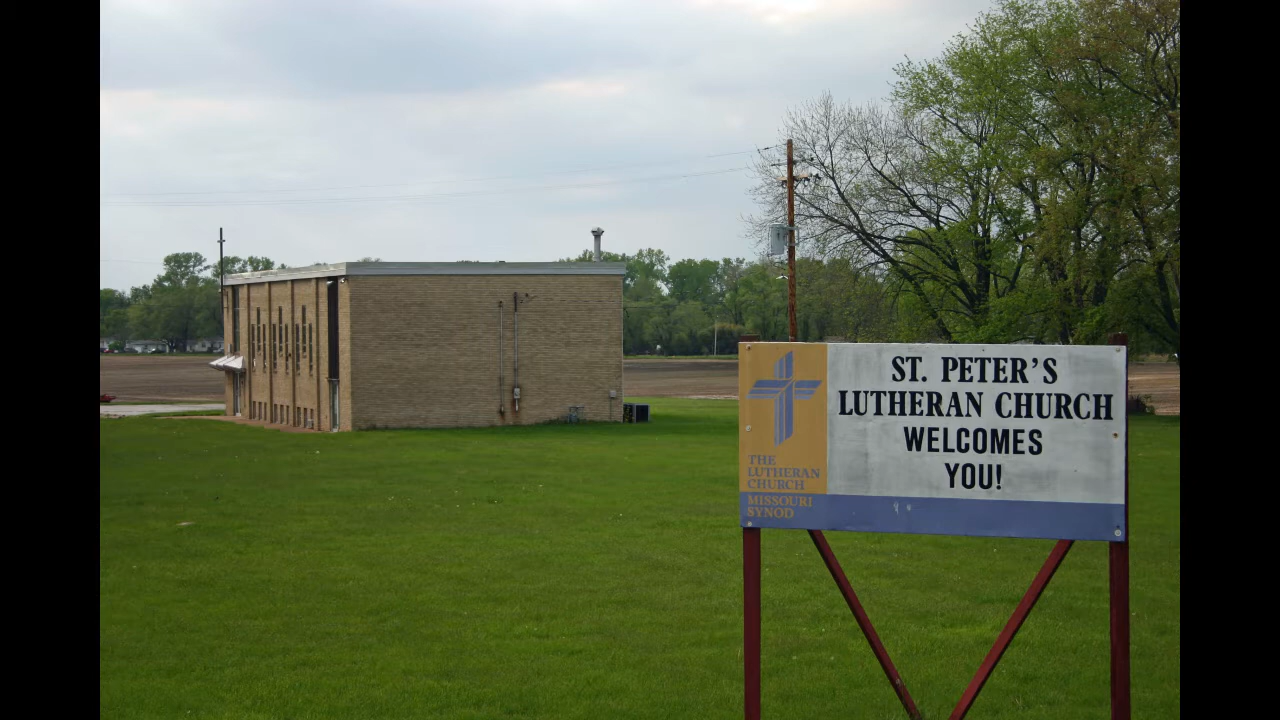 ST. PETER'S
LUTHERAN CHURCH
WELCOMES
YOU!
THE
LUTHERAN
CHURCH
MISSOURI
SYNOD